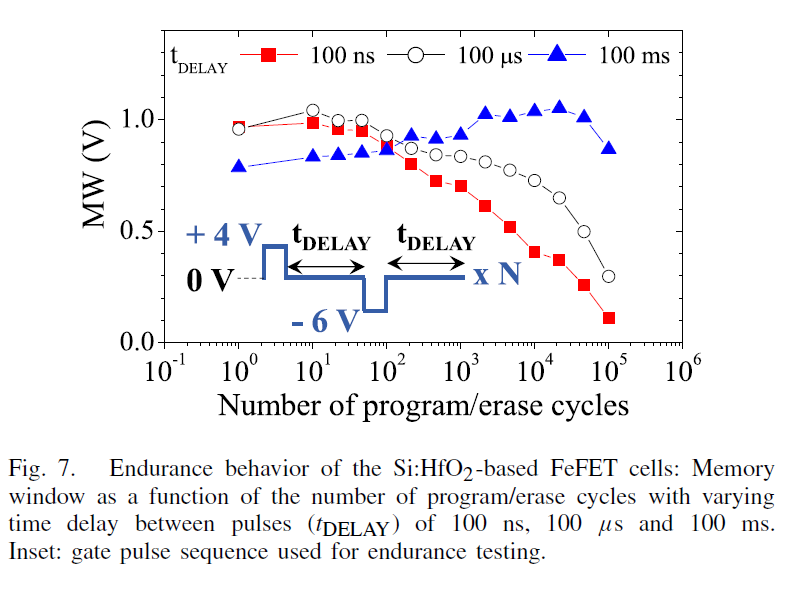 t_DELAY 100 ns 100 μs 100 ms
1.0
MW (V)
0.5
+ 4 V t_DELAY t_DELAY
0 V x N
- 6 V
0.0
10^-1 10^0 10^1 10^2 10^3 10^4 10^5 10^6
Number of program/erase cycles
Fig. 7. Endurance behavior of the Si:HfO₂-based FeFET cells: Memory
window as a function of the number of program/erase cycles with varying
time delay between pulses (t_DELAY) of 100 ns, 100 μs and 100 ms.
Inset: gate pulse sequence used for endurance testing.